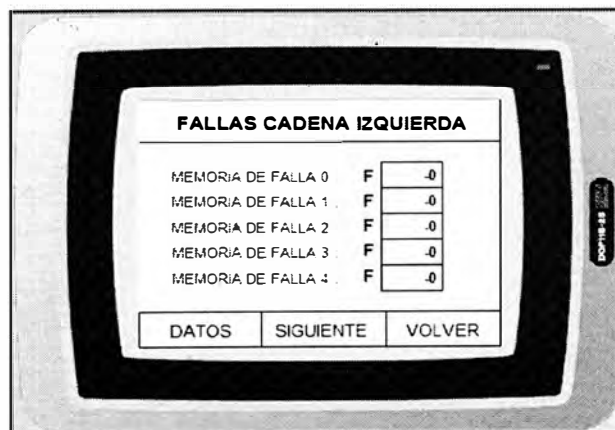 FALLAS CADENA IZQUIERDA
MEMORIA DE FALLA 0 : F -0
MEMORIA DE FALLA 1 : F -0
MEMORIA DE FALLA 2 F -0
MEMORIA DE FALLA 3 : F -0
MEMORIA DE FALLA 4 : F -0
DATOS SIGUIENTE VOLVER